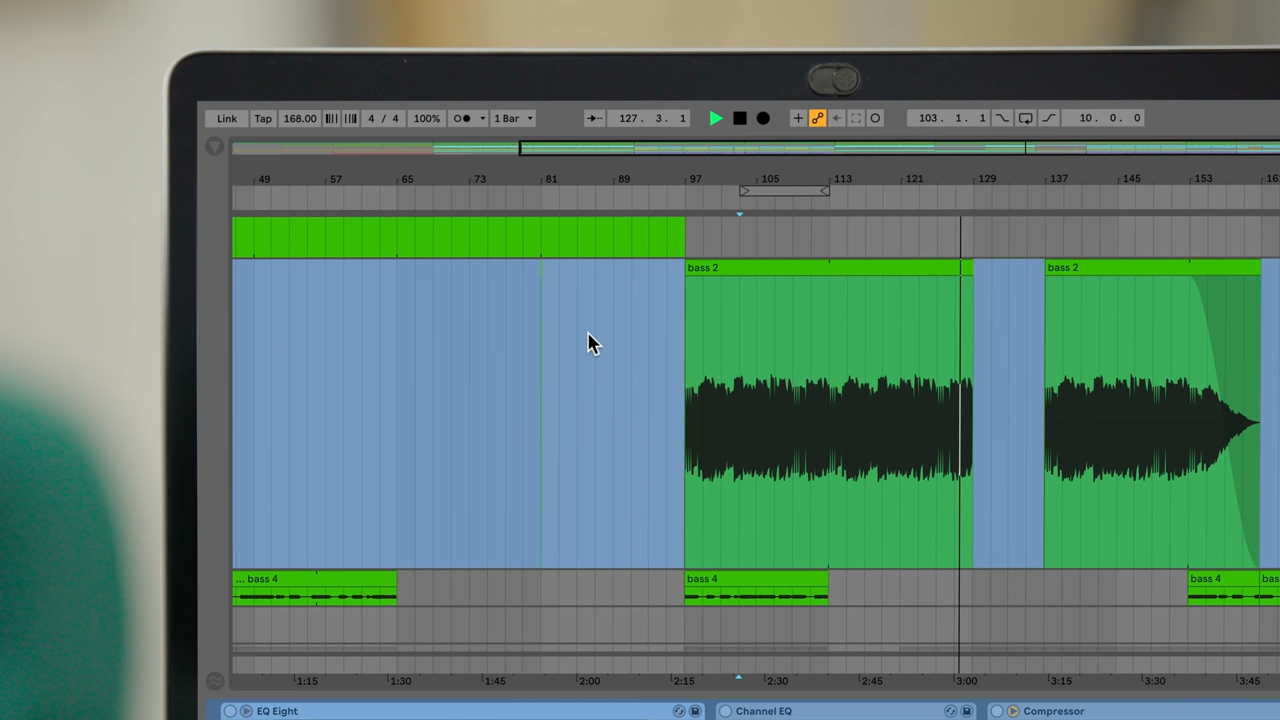 Link Tap 168.00 4 / 4 100% 1 Bar 127. 3. 1 103. 1. 1 10. 0. 0
49 57 65 73 81 89 97 105 113 121 129 137 145 153 161
bass 2 bass 2
... bass 4 bass 4 bass 4 bas
1:15 1:30 1:45 2:00 2:15 2:30 2:45 3:00 3:15 3:30 3:45
EQ Eight Channel EQ Compressor